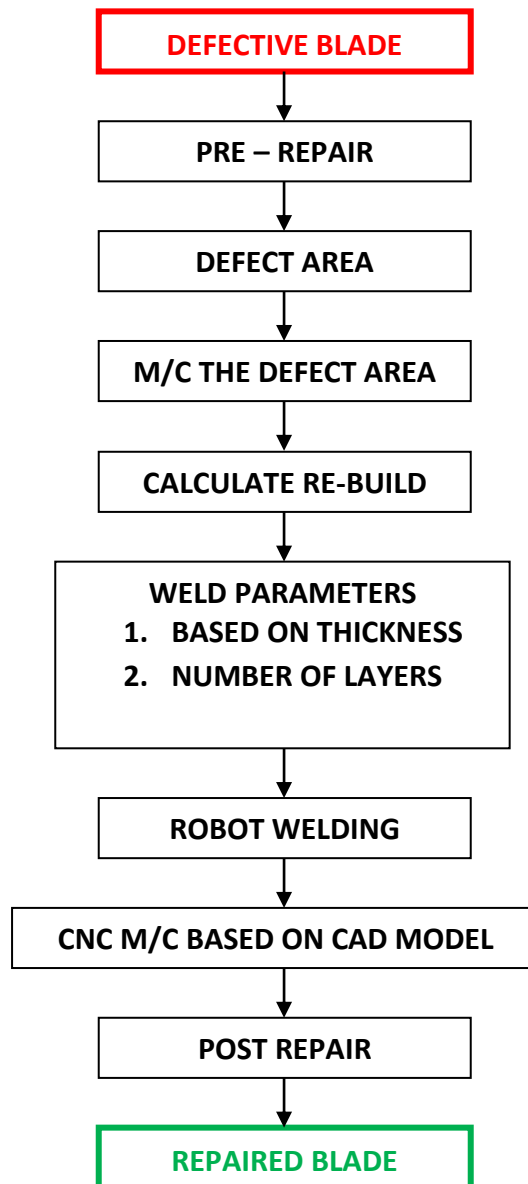 DEFECTIVE BLADE
PRE – REPAIR
DEFECT AREA
M/C THE DEFECT AREA
CALCULATE RE-BUILD
WELD PARAMETERS
1. BASED ON THICKNESS
2. NUMBER OF LAYERS
ROBOT WELDING
CNC M/C BASED ON CAD MODEL
POST REPAIR
REPAIRED BLADE